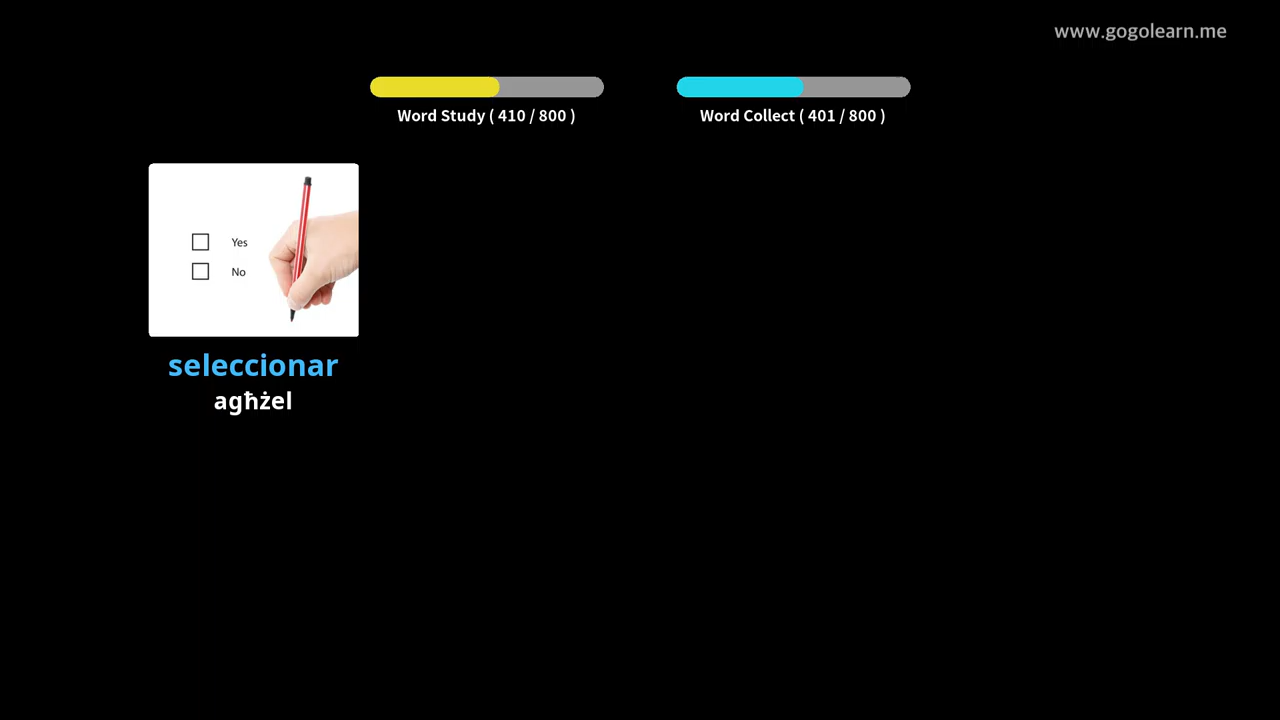 www.gogolearn.me
Word Study ( 410 / 800 )
Word Collect ( 401 / 800 )
Yes
No
seleccionar
agħżel